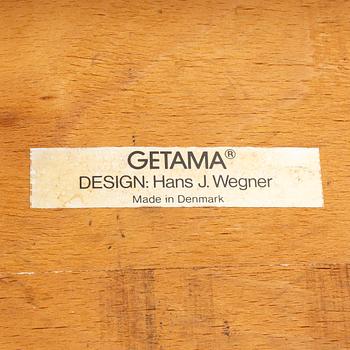 GETAMA®
DESIGN: Hans J. Wegner
Made in Denmark